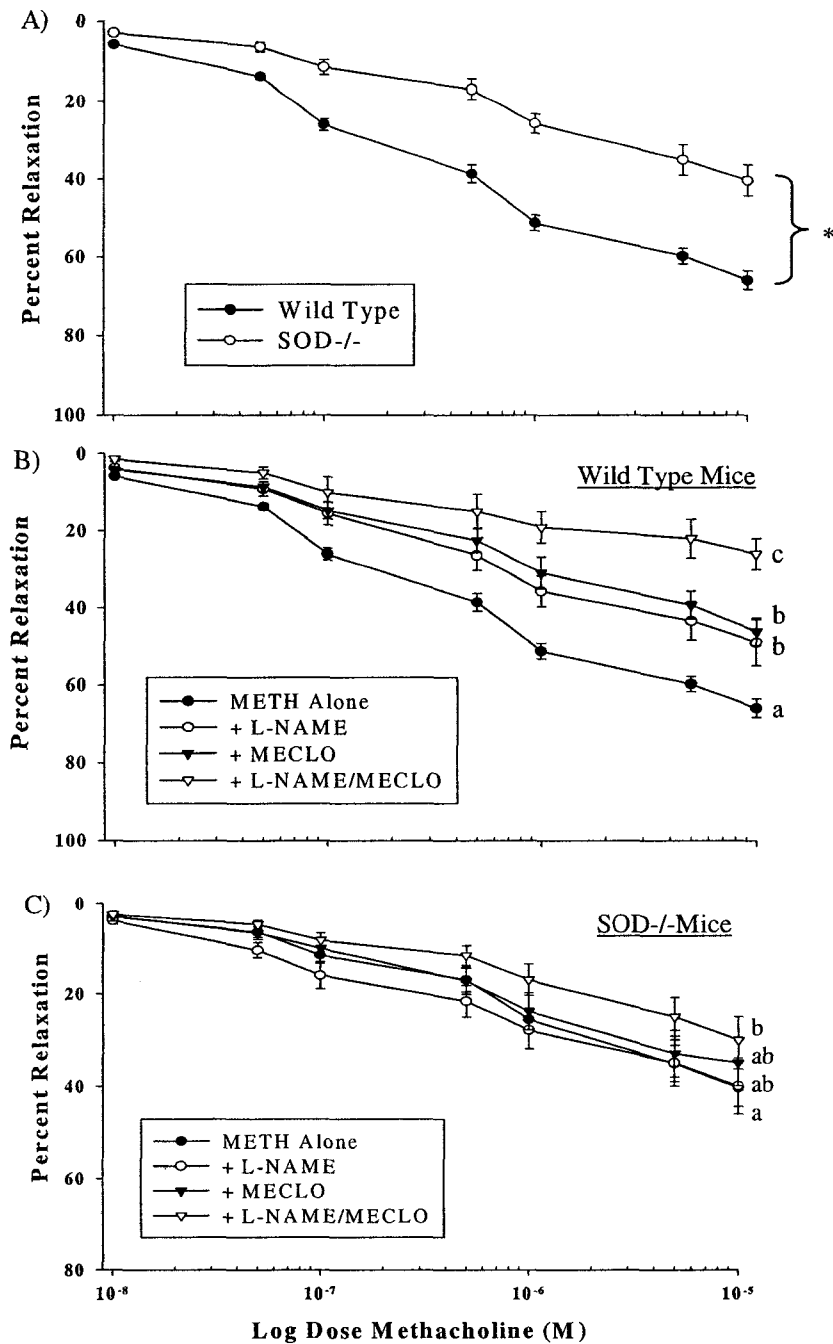 A)
0
20
40
60
80
100
Percent Relaxation
*
Wild Type
SOD-/-
B)
Wild Type Mice
0
20
40
60
80
100
Percent Relaxation
c
b
b
a
METH Alone
+ L-NAME
+ MECLO
+ L-NAME/MECLO
C)
SOD-/-Mice
0
20
40
60
80
Percent Relaxation
b
ab
ab
a
METH Alone
+ L-NAME
+ MECLO
+ L-NAME/MECLO
10-8 10-7 10-6 10-5
Log Dose Methacholine (M)